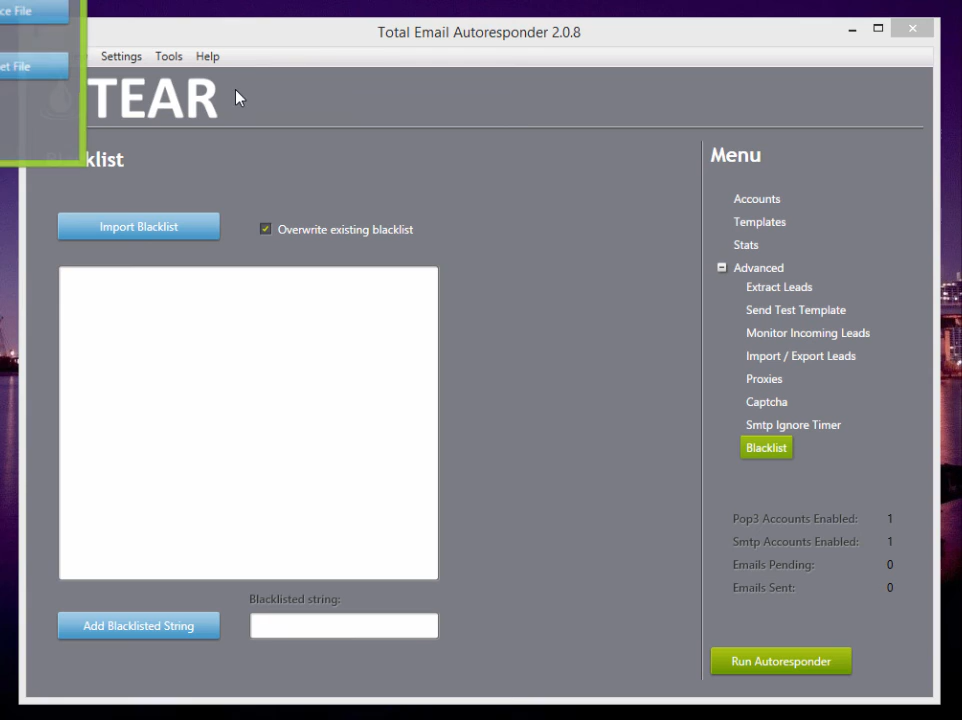 ce File
et File
Total Email Autoresponder 2.0.8
Settings Tools Help
TEAR
klist
Import Blacklist
Overwrite existing blacklist
Blacklisted string:
Add Blacklisted String
Menu
Accounts
Templates
Stats
Advanced
Extract Leads
Send Test Template
Monitor Incoming Leads
Import / Export Leads
Proxies
Captcha
Smtp Ignore Timer
Blacklist
Pop3 Accounts Enabled: 1
Smtp Accounts Enabled: 1
Emails Pending: 0
Emails Sent: 0
Run Autoresponder